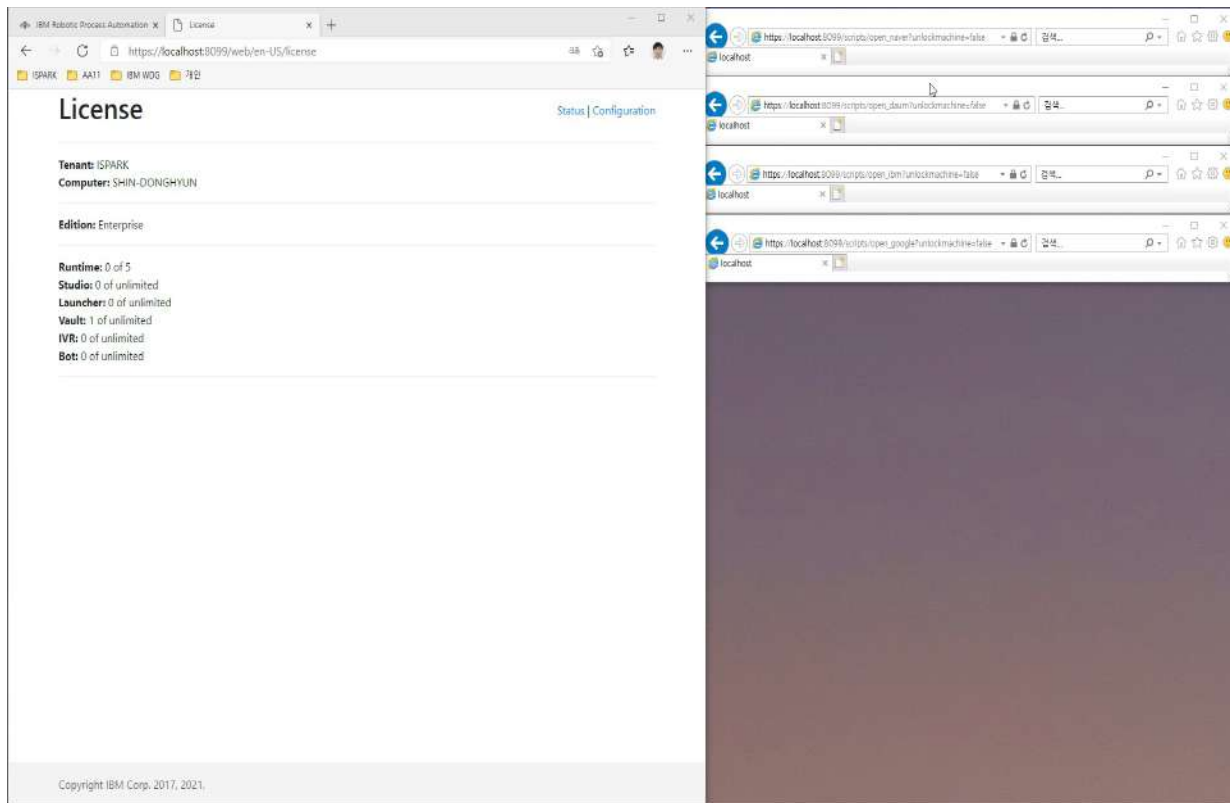 IBM Robotic Process Automation
License
https://localhost:8099/web/en-US/license
ISPARK
AA11
IBM WDG
개인
License
Status | Configuration
Tenant: ISPARK
Computer: SHIN-DONGHYUN
Edition: Enterprise
Runtime: 0 of 5
Studio: 0 of unlimited
Launcher: 0 of unlimited
Vault: 1 of unlimited
IVR: 0 of unlimited
Bot: 0 of unlimited
Copyright IBM Corp. 2017, 2021.
https://localhost:8099/scripts/open_naver?unlockmachine=false
검색...
localhost
https://localhost:8099/scripts/open_daum?unlockmachine=false
검색...
localhost
https://localhost:8099/scripts/open_ibm?unlockmachine=false
검색...
localhost
https://localhost:8099/scripts/open_google?unlockmachine=false
검색...
localhost